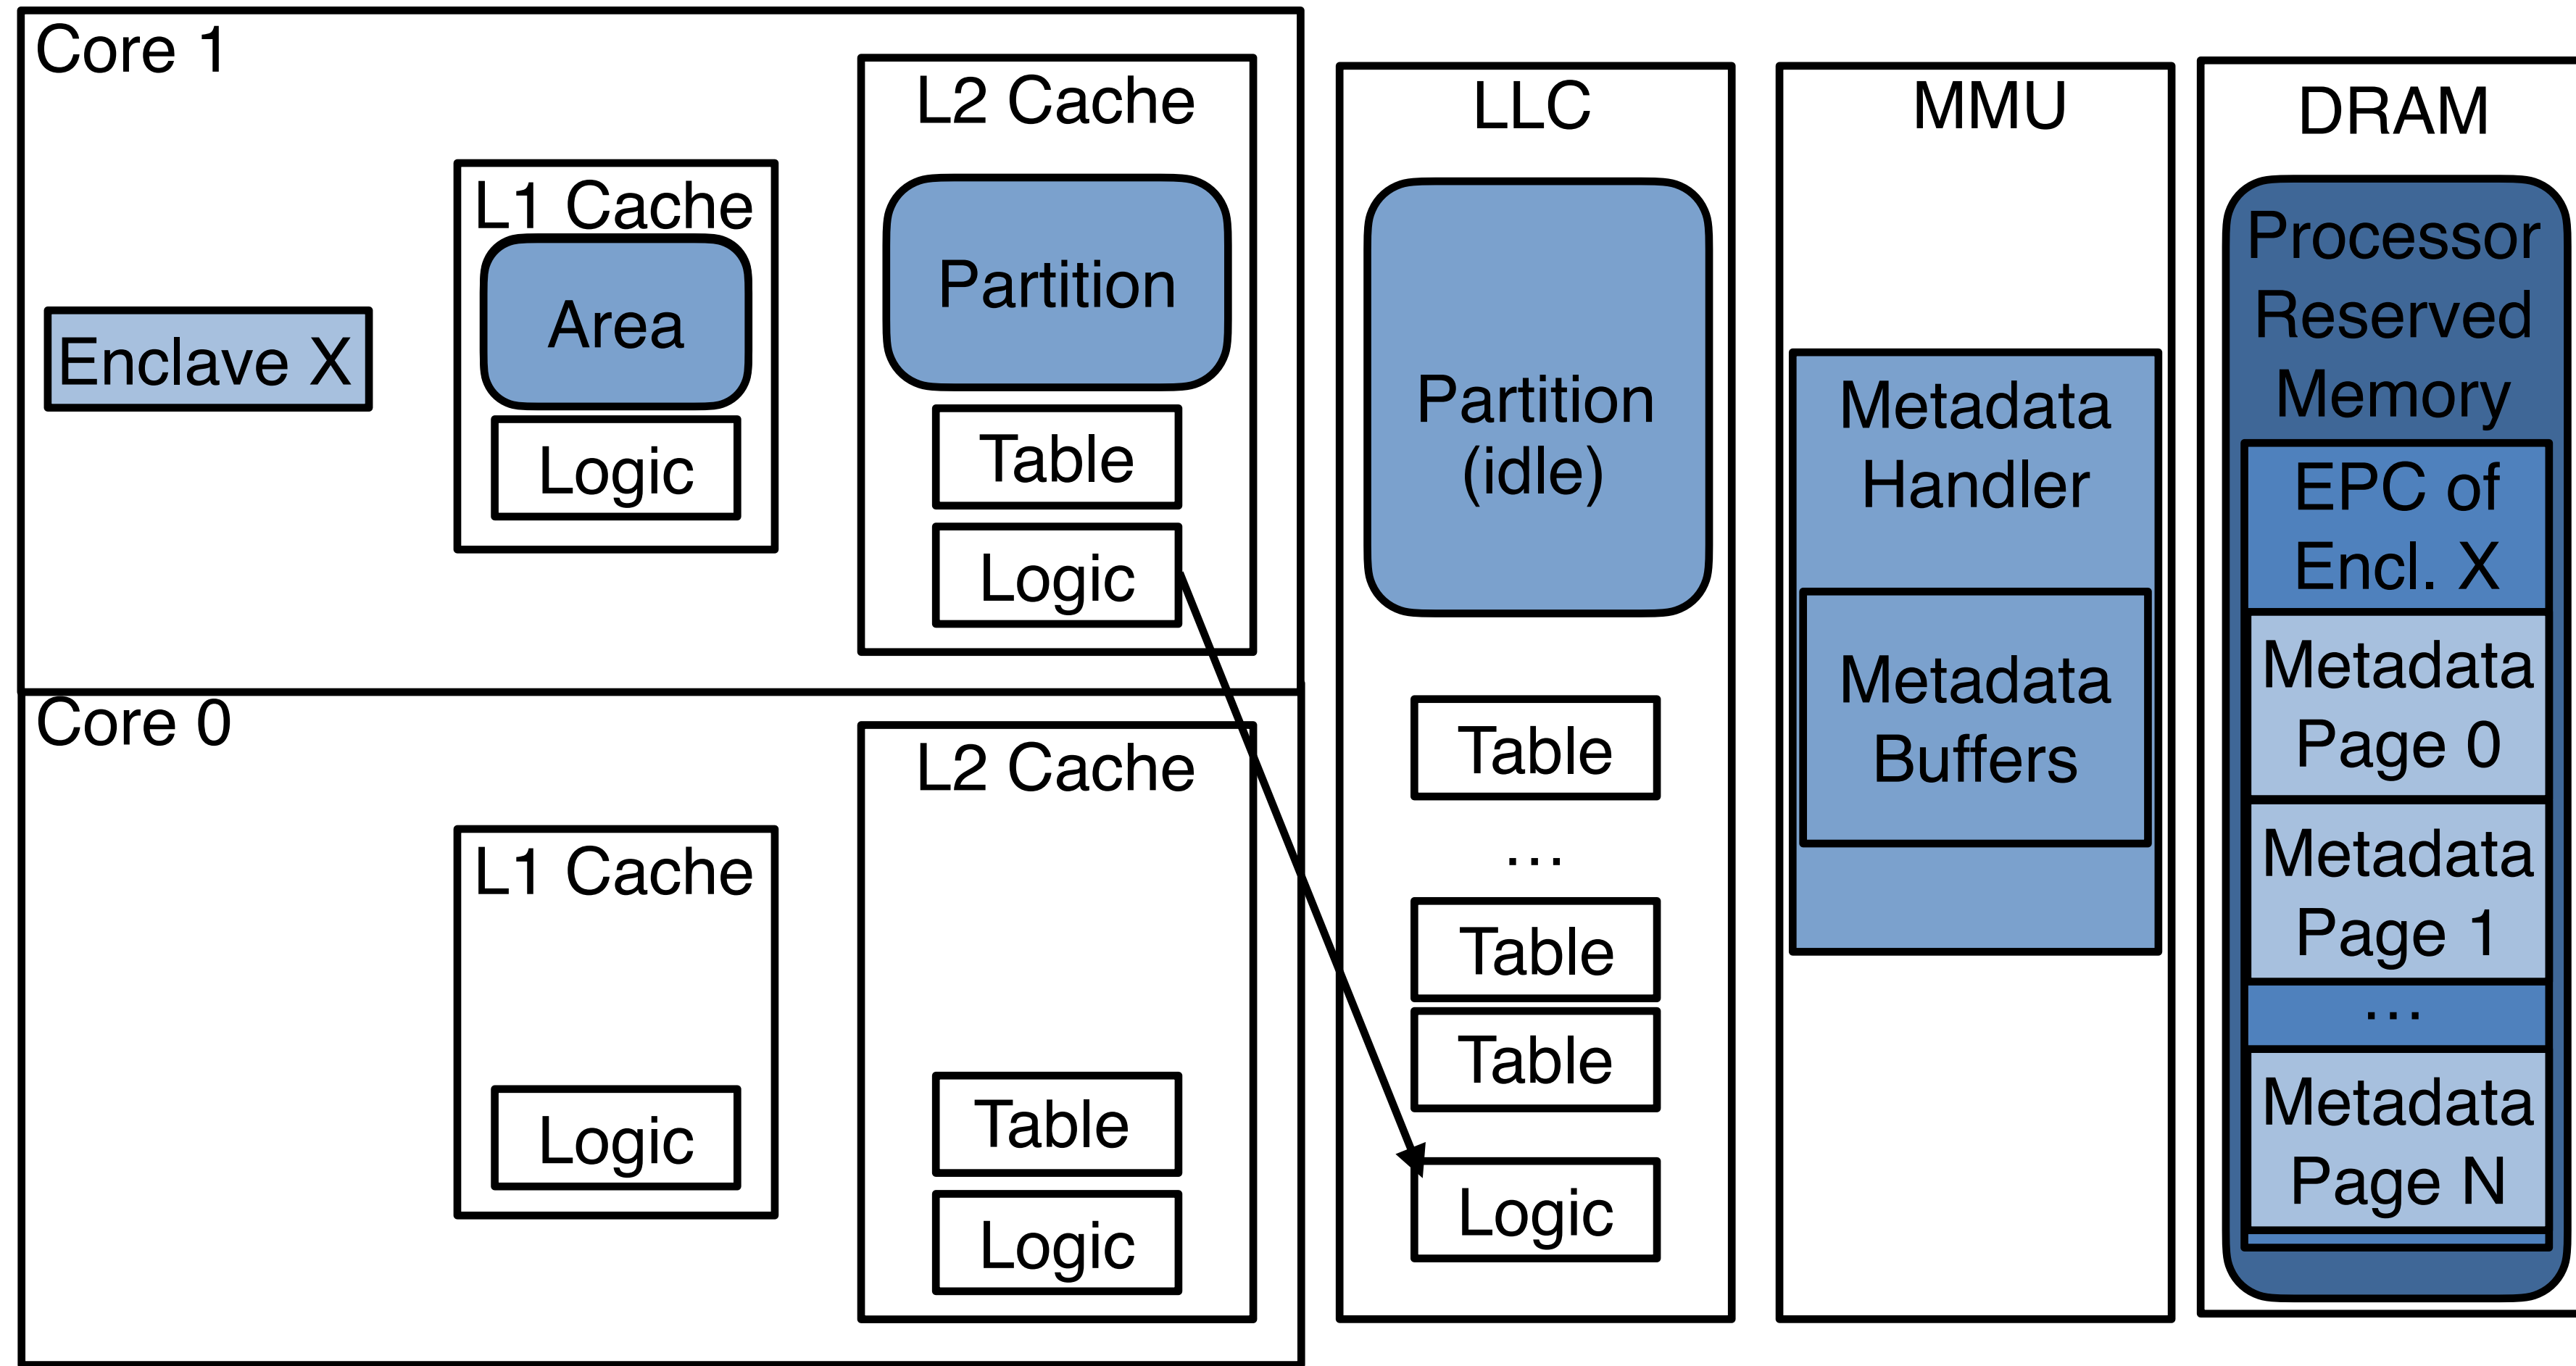 Core 1
Enclave X
L1 Cache
Area
Logic
L2 Cache
Partition
Table
Logic
Core 0
L1 Cache
Logic
L2 Cache
Table
Logic
LLC
Partition
(idle)
Table
...
Table
Table
Logic
MMU
Metadata
Handler
Metadata
Buffers
DRAM
Processor
Reserved
Memory
EPC of
Encl. X
Metadata
Page 0
Metadata
Page 1
...
Metadata
Page N